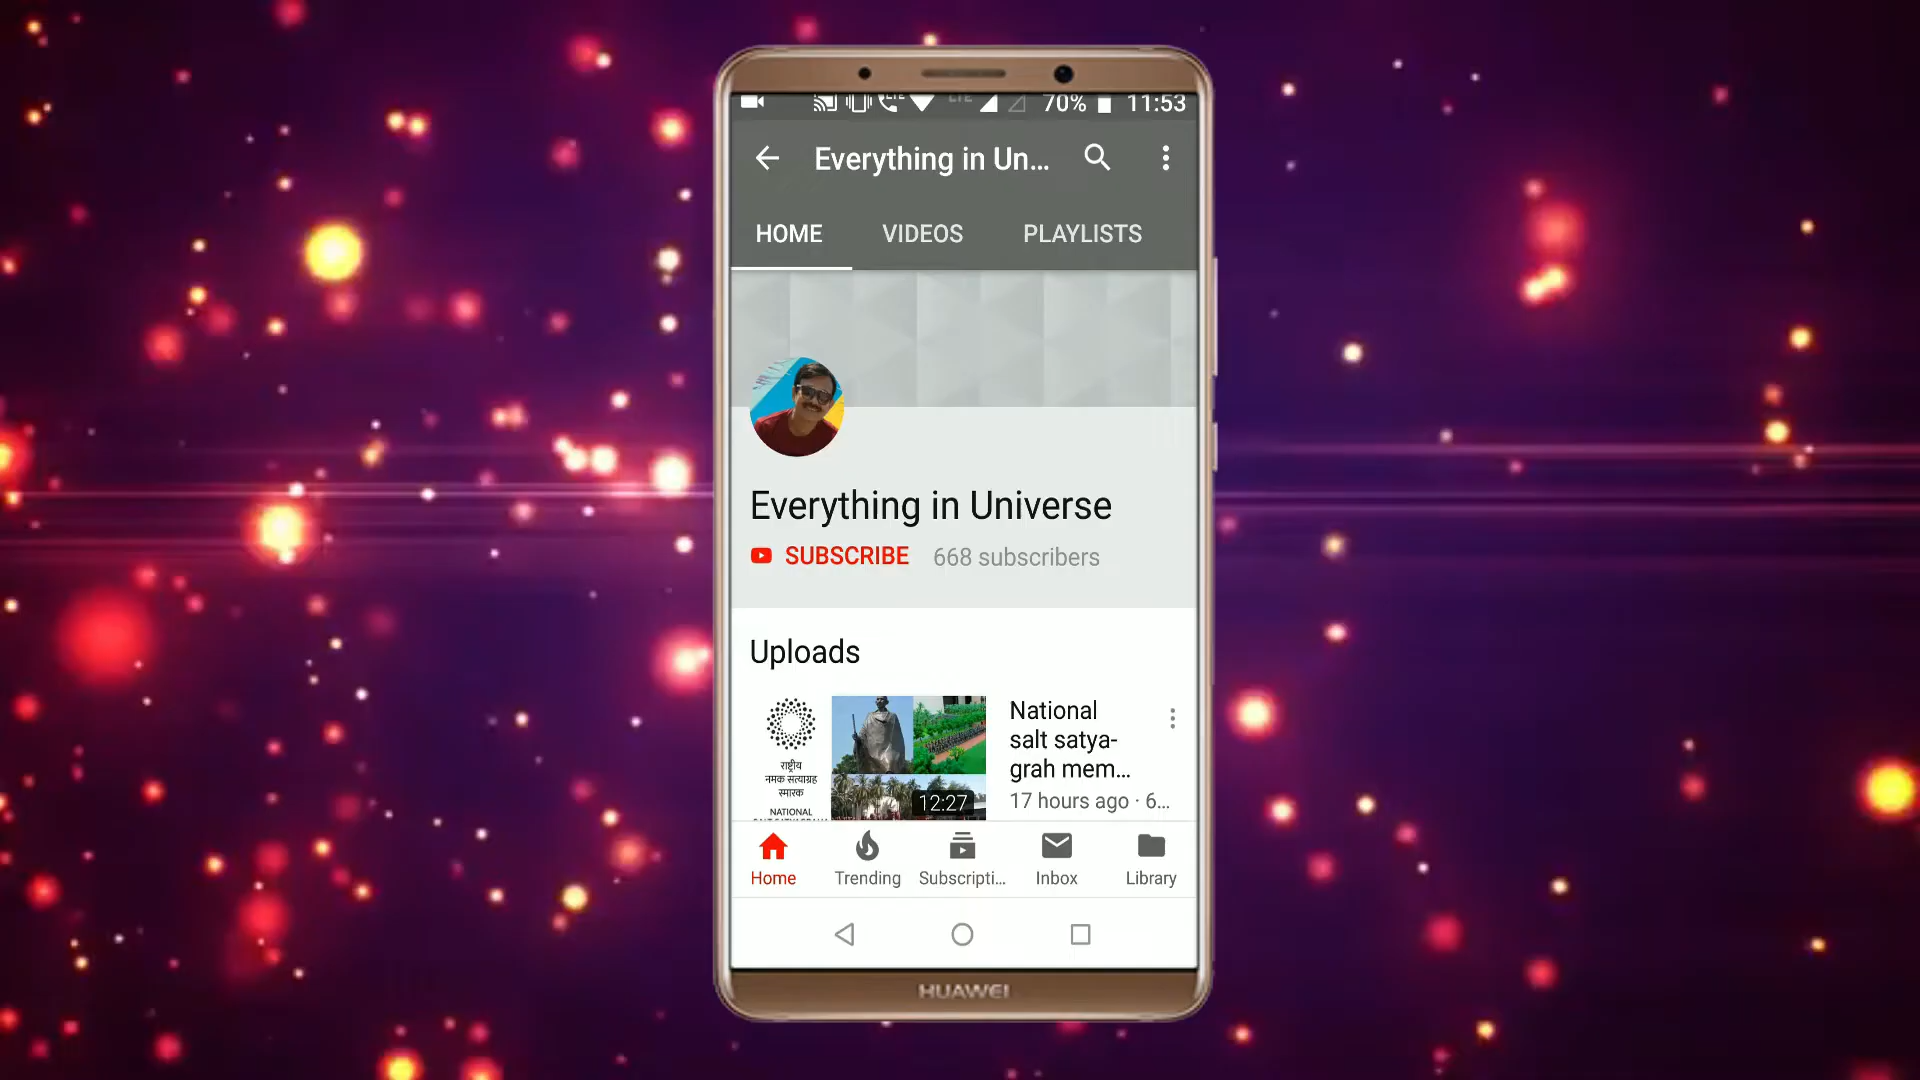 LTE LTE 70% 11:53
Everything in Un...
HOME VIDEOS PLAYLISTS
Everything in Universe
SUBSCRIBE 668 subscribers
Uploads
राष्ट्रीय
नमक सत्याग्रह
स्मारक
NATIONAL
12:27
National
salt satya-
grah mem...
17 hours ago · 6...
Home Trending Subscripti... Inbox Library
HUAWEI